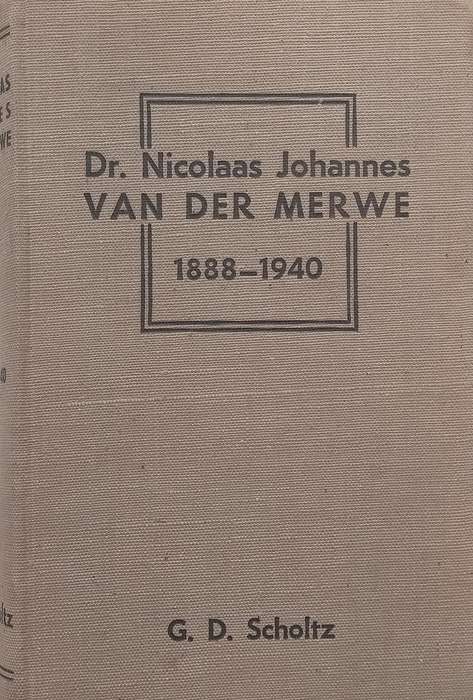 Dr. Nicolaas Johannes
VAN DER MERWE
1888–1940
G. D. Scholtz